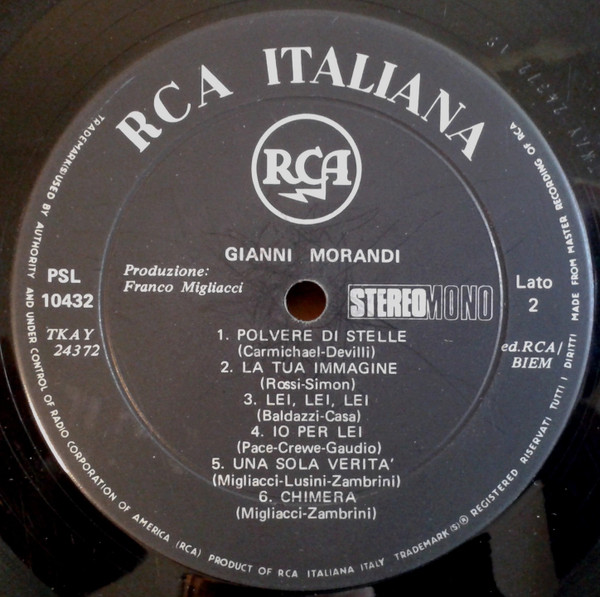 RCA ITALIANA
RCA
GIANNI MORANDI
PSL
10432
TKAY
24372
Produzione:
Franco Migliacci
STEREOMONO
Lato
2
ed.RCA/
BIEM
1. POLVERE DI STELLE
(Carmichael-Devilli)
2. LA TUA IMMAGINE
(Rossi-Simon)
3. LEI, LEI, LEI
(Baldazzi-Casa)
4. IO PER LEI
(Pace-Crewe-Gaudio)
5. UNA SOLA VERITA'
(Migliacci-Lusini-Zambrini)
6. CHIMERA
(Migliacci-Zambrini)
TRADEMARK(S) USED BY AUTHORITY AND UNDER CONTROL OF RADIO CORPORATION OF AMERICA (RCA) PRODUCT OF RCA ITALIANA ITALY TRADEMARK(S) ® REGISTERED RISERVATI TUTTI I DIRITTI MADE FROM MASTER RECORDING OF RCA